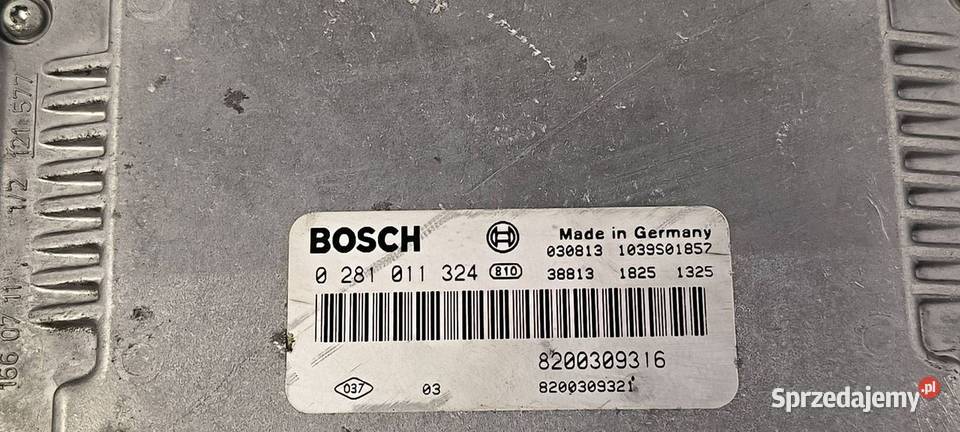 166 07 11 1/2 121 577
BOSCH
Made in Germany
030813 1039S01857
0 281 011 324 810 38813 1825 1325
8200309316
037 03 8200309321
Sprzedajemy.pl